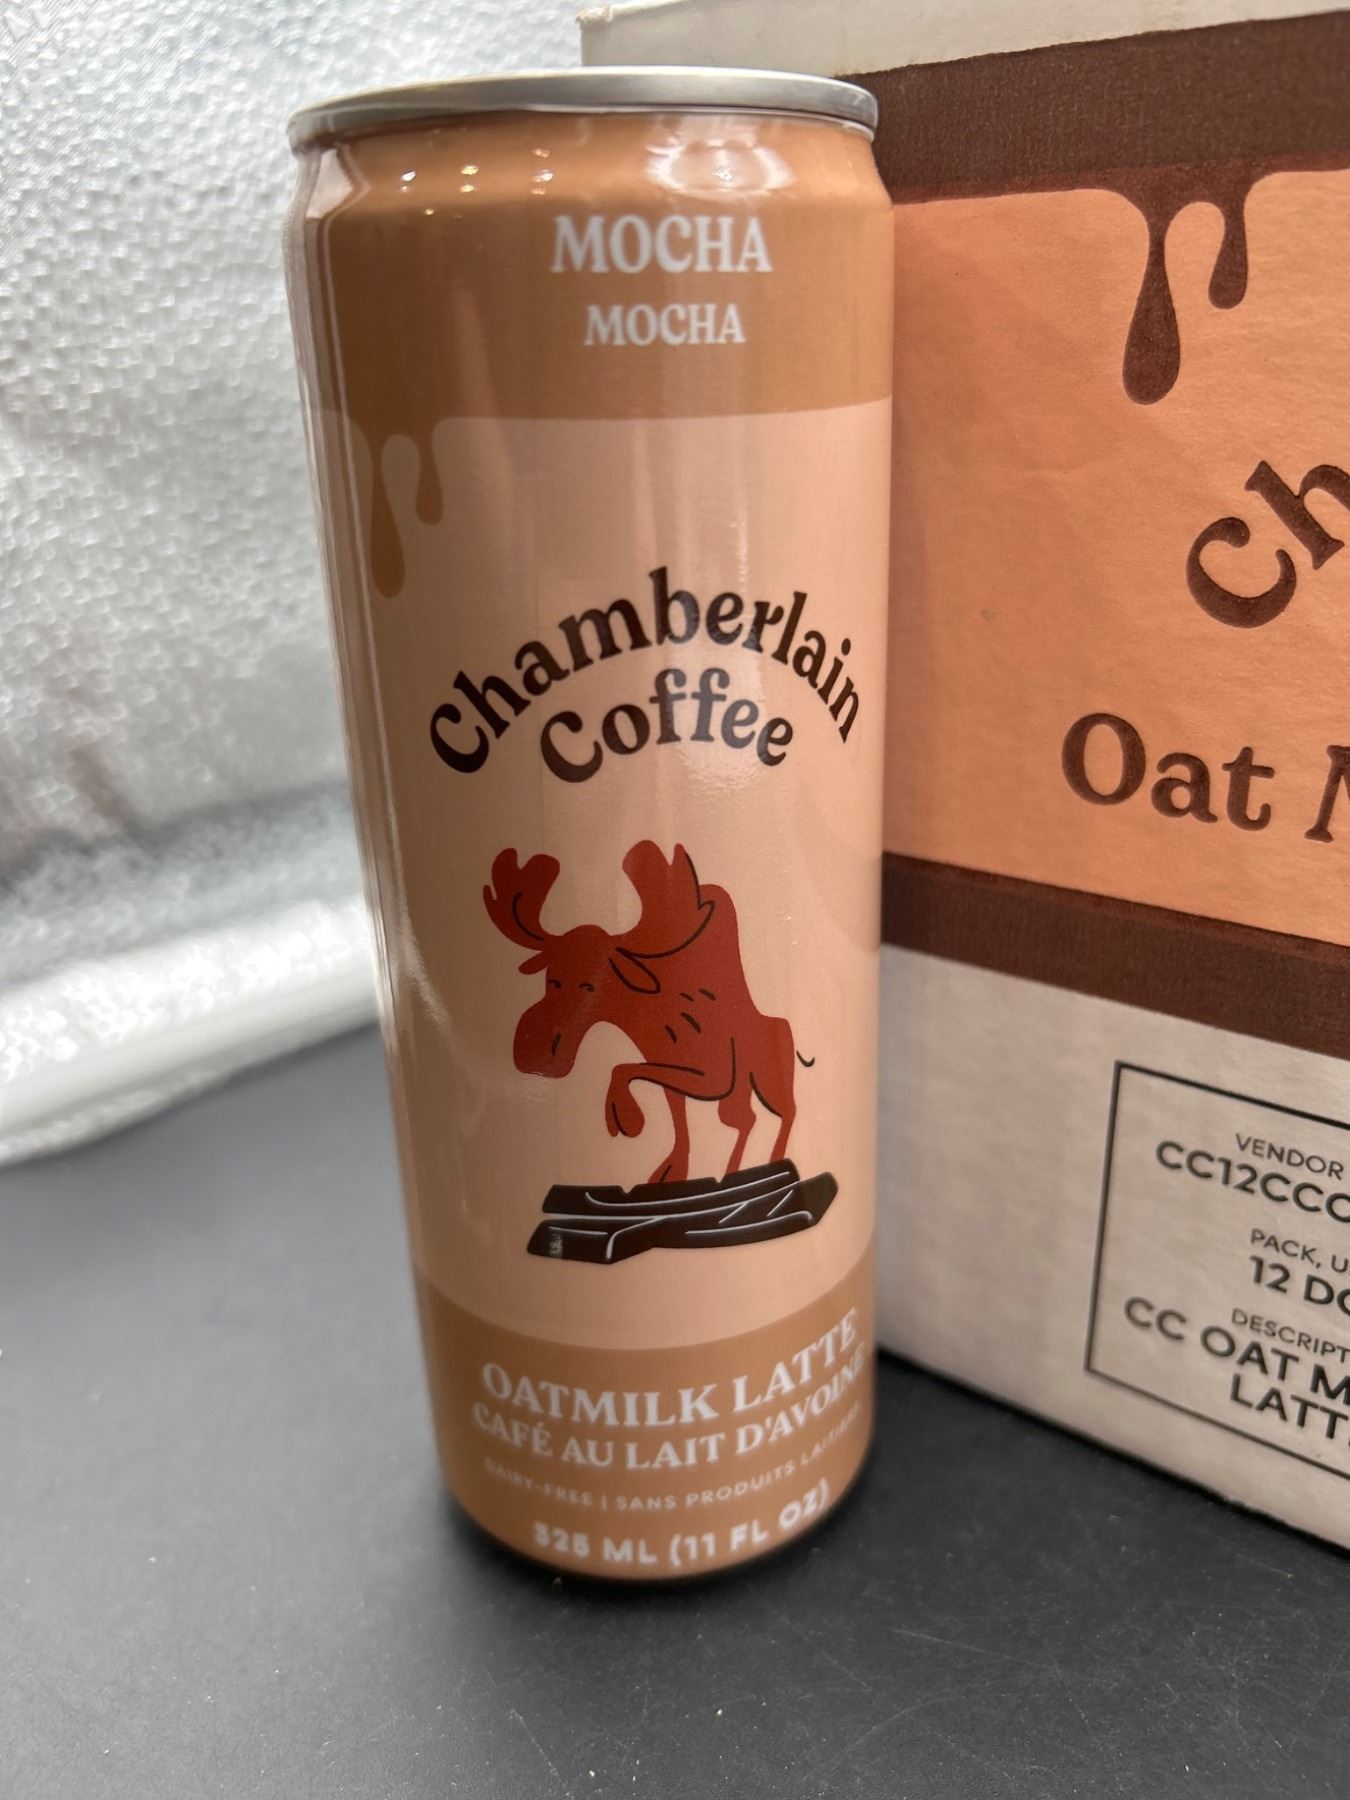 MOCHA
MOCHA
Chamberlain
Coffee
OATMILK LATTE
CAFÉ AU LAIT D'AVOINE
DAIRY-FREE | SANS PRODUITS LAITIERS
325 ML (11 FL OZ)
Ch
Oat M
VENDOR
CC12CCO
PACK, U
12 DO
DESCRIPT
CC OAT M
LATT